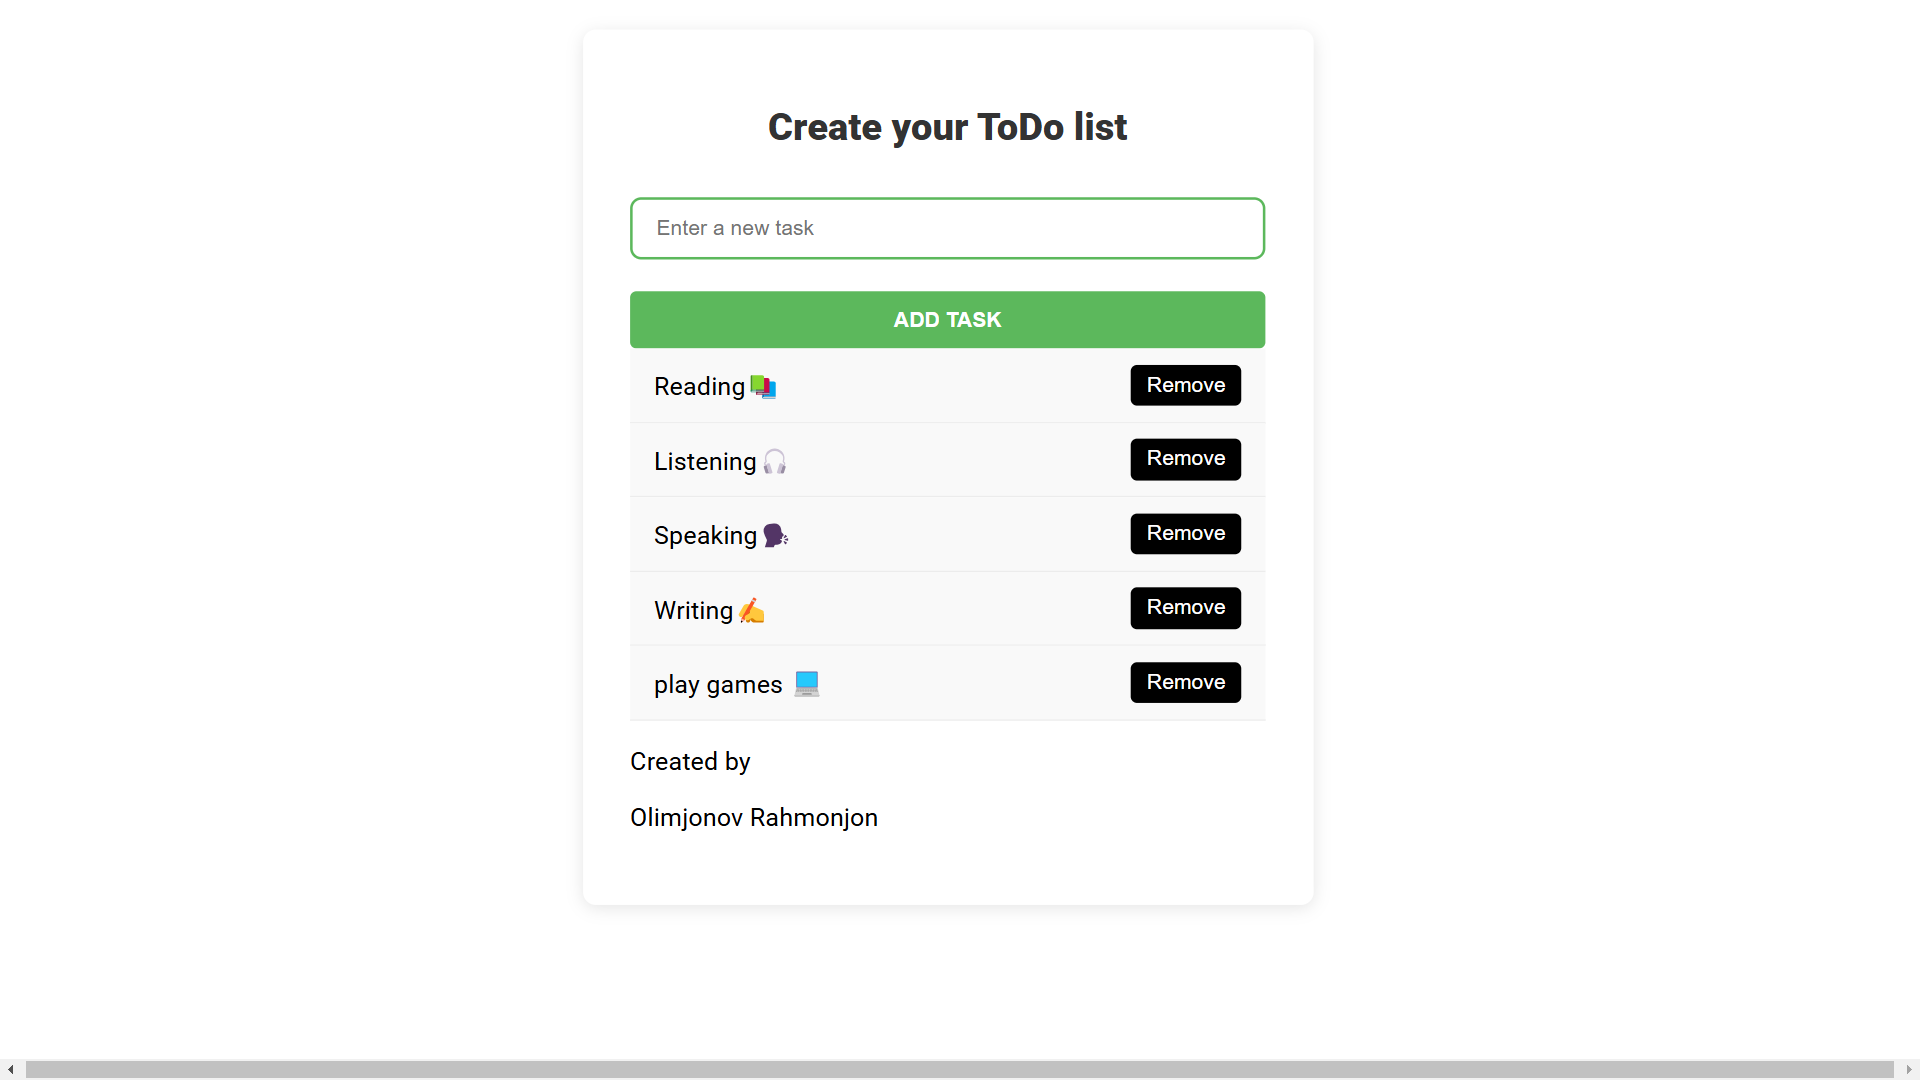 Create your ToDo list
Enter a new task
ADD TASK
Reading📚 Remove
Listening🎧 Remove
Speaking🗣️ Remove
Writing✍️ Remove
play games 💻 Remove
Created by
Olimjonov Rahmonjon